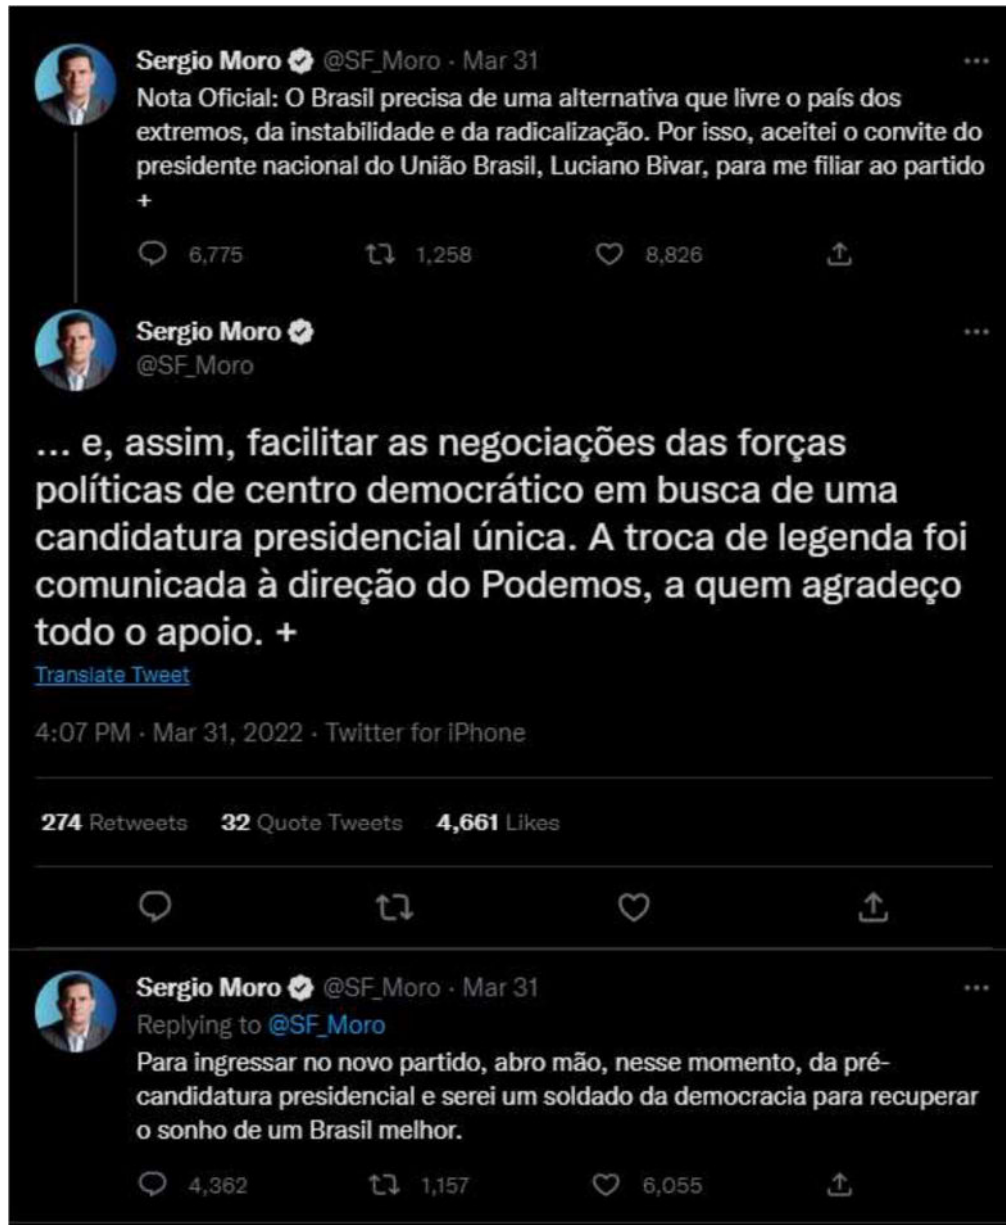 Sergio Moro @SF_Moro · Mar 31
Nota Oficial: O Brasil precisa de uma alternativa que livre o país dos
extremos, da instabilidade e da radicalização. Por isso, aceitei o convite do
presidente nacional do União Brasil, Luciano Bivar, para me filiar ao partido
+
6,775 1,258 8,826
Sergio Moro
@SF_Moro
... e, assim, facilitar as negociações das forças
políticas de centro democrático em busca de uma
candidatura presidencial única. A troca de legenda foi
comunicada à direção do Podemos, a quem agradeço
todo o apoio. +
Translate Tweet
4:07 PM · Mar 31, 2022 · Twitter for iPhone
274 Retweets 32 Quote Tweets 4,661 Likes
Sergio Moro @SF_Moro · Mar 31
Replying to @SF_Moro
Para ingressar no novo partido, abro mão, nesse momento, da pré-
candidatura presidencial e serei um soldado da democracia para recuperar
o sonho de um Brasil melhor.
4,362 1,157 6,055